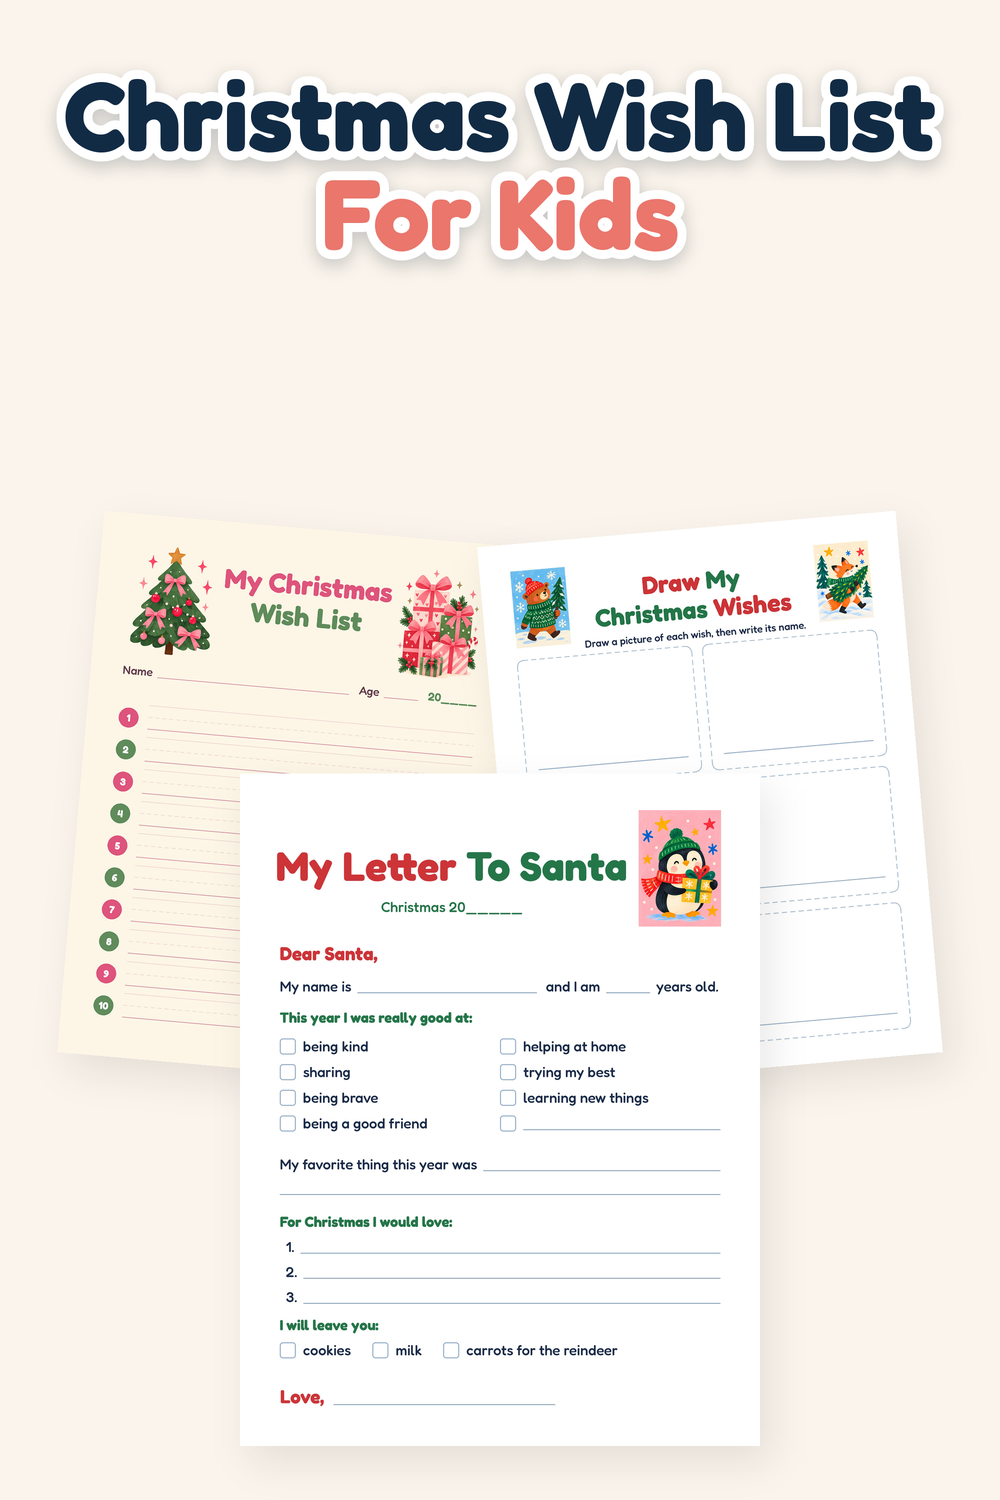 Christmas Wish List
For Kids
My Christmas
Wish List
Name
Age
20_____
1
2
3
4
5
6
7
8
9
10
Draw My
Christmas Wishes
Draw a picture of each wish, then write its name.
My Letter To Santa
Christmas 20_____
Dear Santa,
My name is ____ and I am ____ years old.
This year I was really good at:
being kind
helping at home
sharing
trying my best
being brave
learning new things
being a good friend
My favorite thing this year was
For Christmas I would love:
1.
2.
3.
I will leave you:
cookies milk carrots for the reindeer
Love,